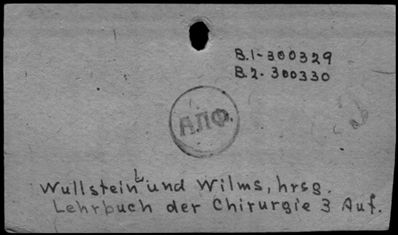 B.1-300329
B.2-300330
АЛФ.
Wullstein L und Wilms, hrsg.
Lehrbuch der Chirurgie 3 Auf.